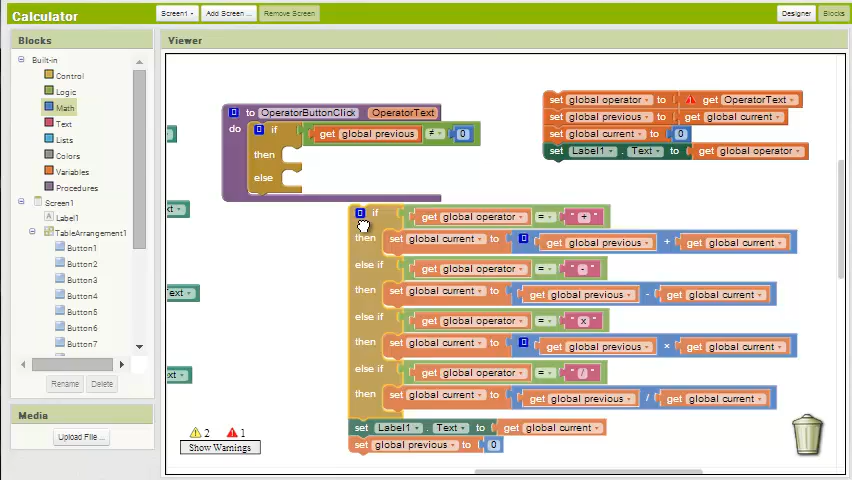 Calculator
Screen1
Add Screen ...
Remove Screen
Designer
Blocks
Blocks
Built-in
Control
Logic
Math
Text
Lists
Colors
Variables
Procedures
Screen1
Label1
TableArrangement1
Button1
Button2
Button3
Button4
Button5
Button6
Button7
Rename
Delete
Media
Upload File ...
Viewer
to OperatorButtonClick OperatorText
do if get global previous ≠ 0
then
else
set global operator to get OperatorText
set global previous to get global current
set global current to 0
set Label1 . Text to get global operator
xt
ext
xt
if get global operator = " + "
then set global current to get global previous + get global current
else if get global operator = " - "
then set global current to get global previous - get global current
else if get global operator = " x "
then set global current to get global previous × get global current
else if get global operator = " / "
then set global current to get global previous / get global current
set Label1 . Text to get global current
set global previous to 0
2 1
Show Warnings